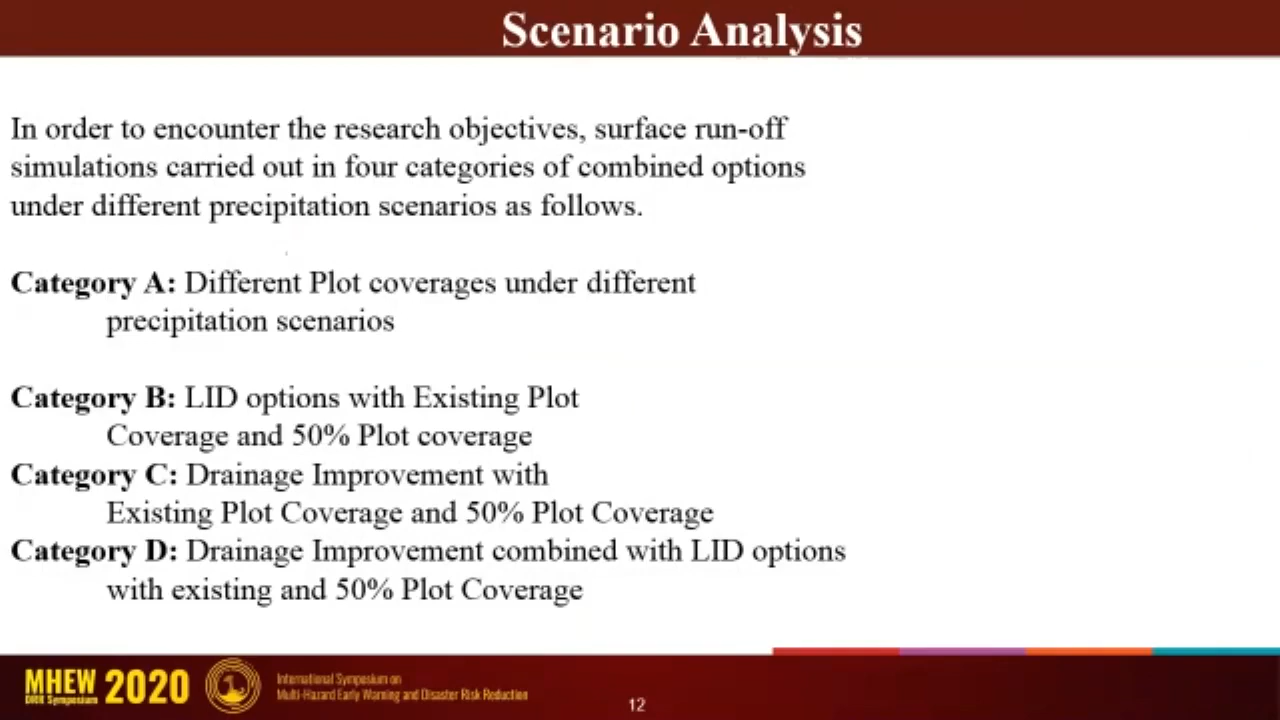 Scenario Analysis
In order to encounter the research objectives, surface run-off
simulations carried out in four categories of combined options
under different precipitation scenarios as follows.
Category A: Different Plot coverages under different
precipitation scenarios
Category B: LID options with Existing Plot
Coverage and 50% Plot coverage
Category C: Drainage Improvement with
Existing Plot Coverage and 50% Plot Coverage
Category D: Drainage Improvement combined with LID options
with existing and 50% Plot Coverage
MHEW
DRR Symposium
2020
International Symposium on
Multi-Hazard Early Warning and Disaster Risk Reduction
12